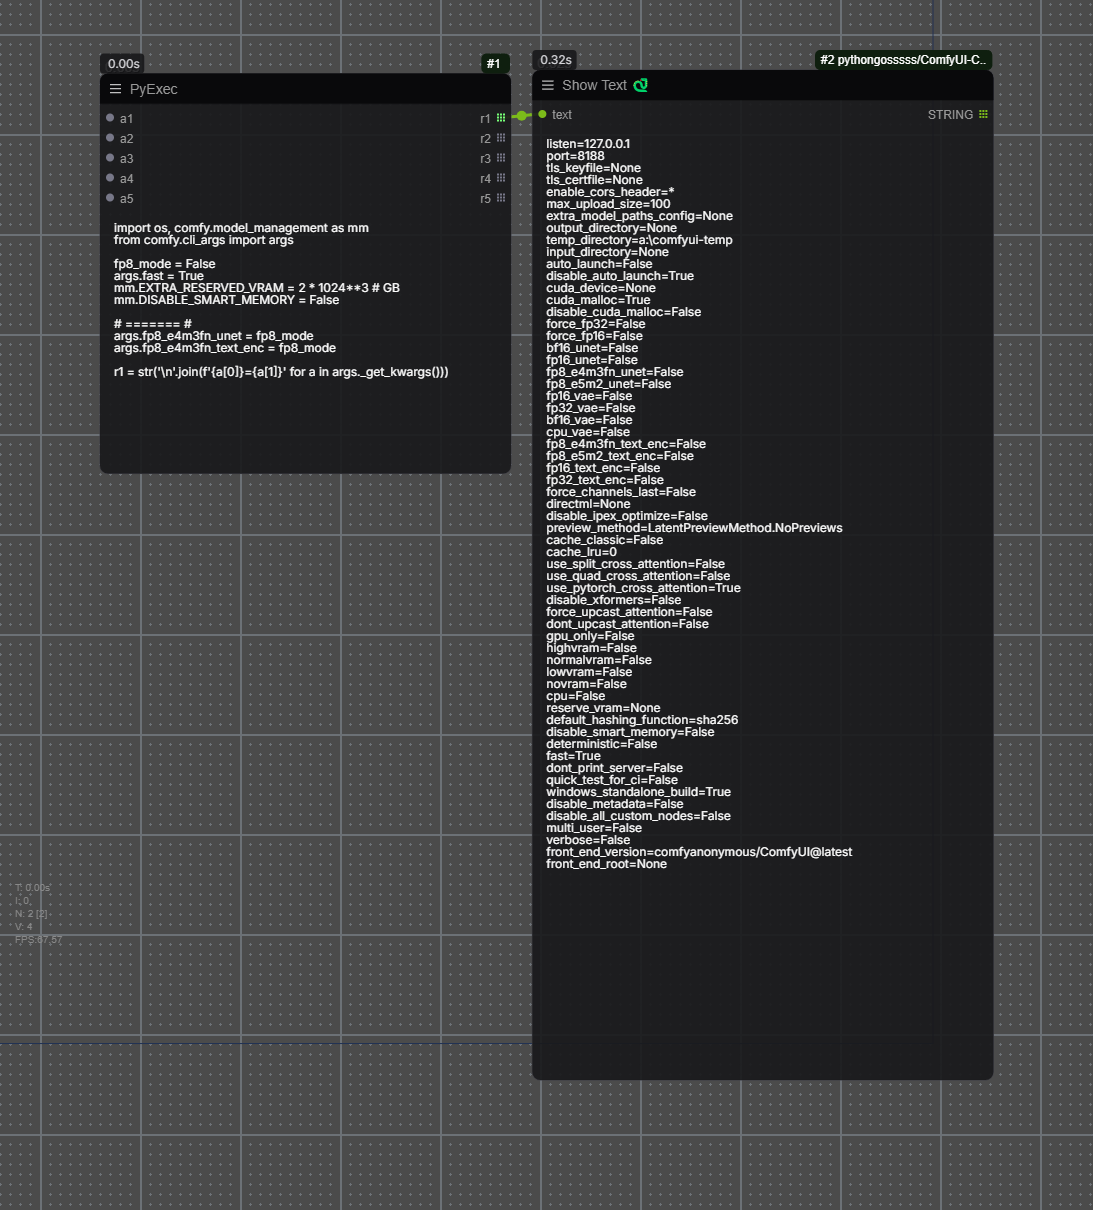 0.00s
#1
PyExec
a1
r1
a2
r2
a3
r3
a4
r4
a5
r5
import os, comfy.model_management as mm
from comfy.cli_args import args
fp8_mode = False
args.fast = True
mm.EXTRA_RESERVED_VRAM = 2 * 1024**3 # GB
mm.DISABLE_SMART_MEMORY = False
# ======= #
args.fp8_e4m3fn_unet = fp8_mode
args.fp8_e4m3fn_text_enc = fp8_mode
r1 = str('\n'.join(f'{a[0]}={a[1]}' for a in args._get_kwargs()))
0.32s
#2 pythongosssss/ComfyUI-C..
Show Text
text
STRING
listen=127.0.0.1
port=8188
tls_keyfile=None
tls_certfile=None
enable_cors_header=*
max_upload_size=100
extra_model_paths_config=None
output_directory=None
temp_directory=a:\comfyui-temp
input_directory=None
auto_launch=False
disable_auto_launch=True
cuda_device=None
cuda_malloc=True
disable_cuda_malloc=False
force_fp32=False
force_fp16=False
bf16_unet=False
fp16_unet=False
fp8_e4m3fn_unet=False
fp8_e5m2_unet=False
fp16_vae=False
fp32_vae=False
bf16_vae=False
cpu_vae=False
fp8_e4m3fn_text_enc=False
fp8_e5m2_text_enc=False
fp16_text_enc=False
fp32_text_enc=False
force_channels_last=False
directml=None
disable_ipex_optimize=False
preview_method=LatentPreviewMethod.NoPreviews
cache_classic=False
cache_lru=0
use_split_cross_attention=False
use_quad_cross_attention=False
use_pytorch_cross_attention=True
disable_xformers=False
force_upcast_attention=False
dont_upcast_attention=False
gpu_only=False
highvram=False
normalvram=False
lowvram=False
novram=False
cpu=False
reserve_vram=None
default_hashing_function=sha256
disable_smart_memory=False
deterministic=False
fast=True
dont_print_server=False
quick_test_for_ci=False
windows_standalone_build=True
disable_metadata=False
disable_all_custom_nodes=False
multi_user=False
verbose=False
front_end_version=comfyanonymous/ComfyUI@latest
front_end_root=None
T: 0.00s
I: 0
N: 2 [2]
V: 4
FPS:67.57